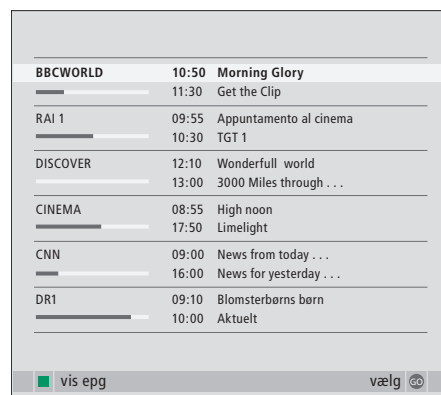 BBCWORLD 10:50 Morning Glory
11:30 Get the Clip
RAI 1 09:55 Appuntamento al cinema
10:30 TGT 1
DISCOVER 12:10 Wonderfull world
13:00 3000 Miles through . . .
CINEMA 08:55 High noon
17:50 Limelight
CNN 09:00 News from today . . .
16:00 News for yesterday . . .
DR1 09:10 Blomsterbørns børn
10:00 Aktuelt
vis epg vælg GO